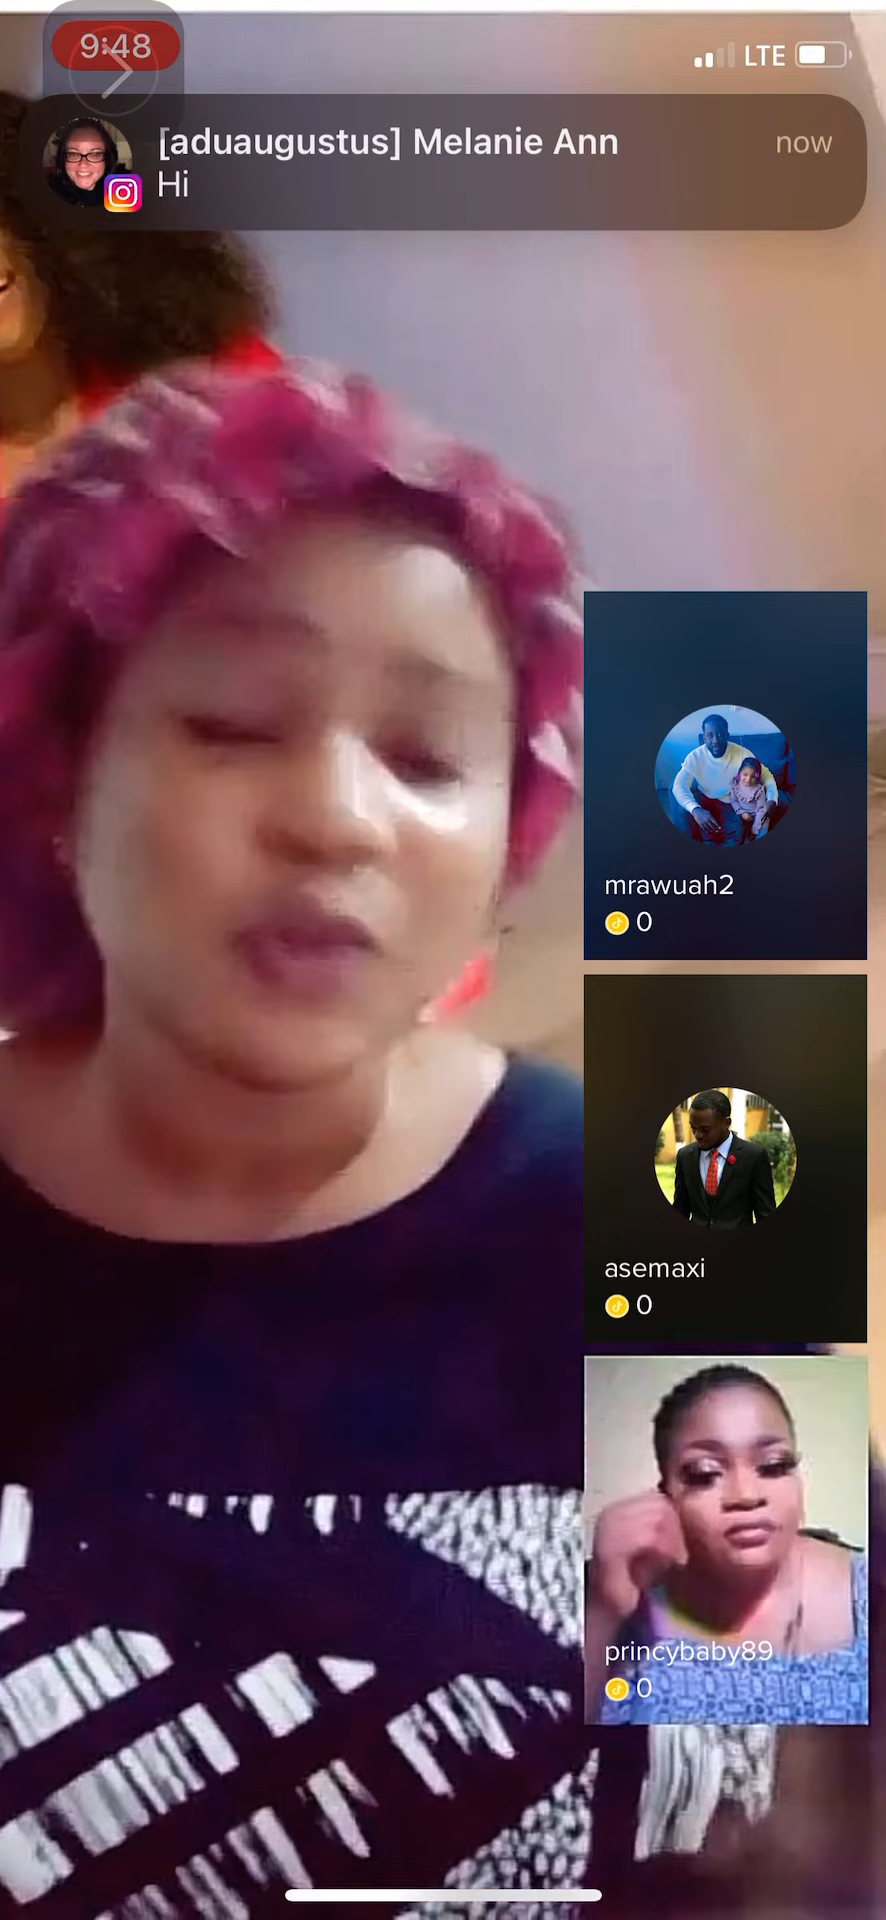 9:48
LTE
[aduaugustus] Melanie Ann
now
Hi
mrawuah2
0
asemaxi
0
princybaby89
0